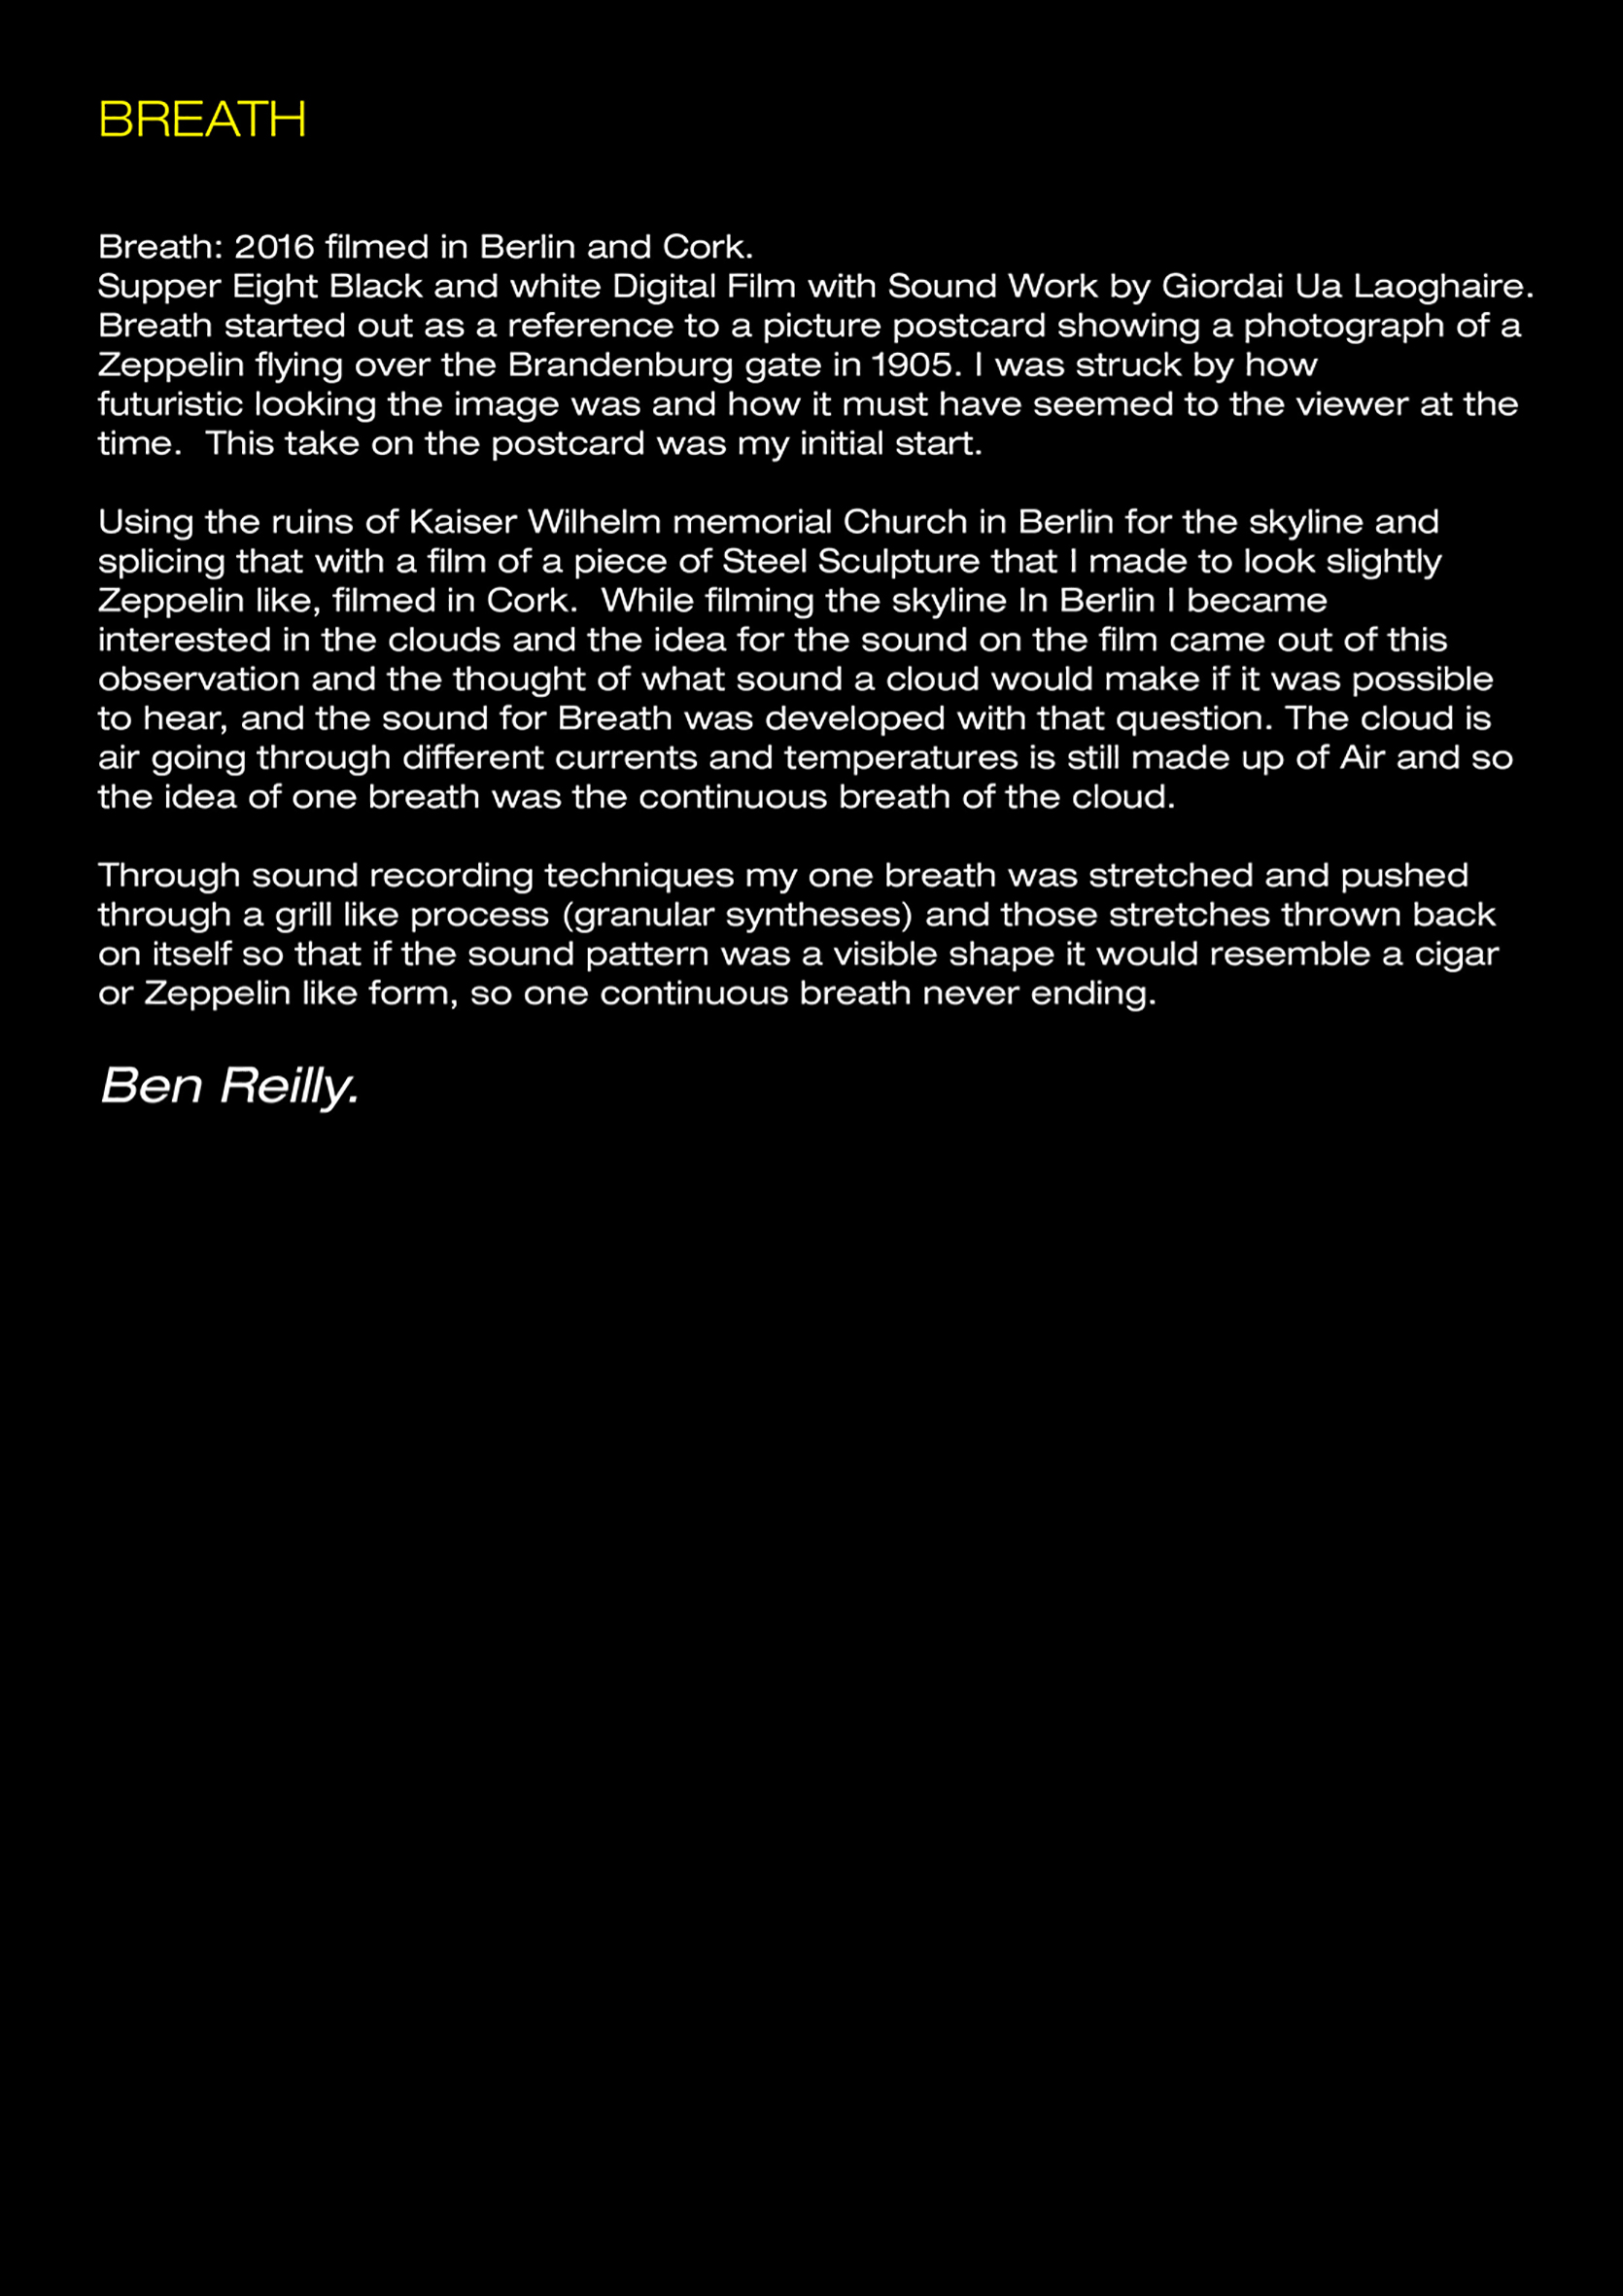 BREATH
Breath: 2016 filmed in Berlin and Cork.
Supper Eight Black and white Digital Film with Sound Work by Giordai Ua Laoghaire.
Breath started out as a reference to a picture postcard showing a photograph of a
Zeppelin flying over the Brandenburg gate in 1905. I was struck by how
futuristic looking the image was and how it must have seemed to the viewer at the
time.  This take on the postcard was my initial start.
Using the ruins of Kaiser Wilhelm memorial Church in Berlin for the skyline and
splicing that with a film of a piece of Steel Sculpture that I made to look slightly
Zeppelin like, filmed in Cork.  While filming the skyline In Berlin I became
interested in the clouds and the idea for the sound on the film came out of this
observation and the thought of what sound a cloud would make if it was possible
to hear, and the sound for Breath was developed with that question. The cloud is
air going through different currents and temperatures is still made up of Air and so
the idea of one breath was the continuous breath of the cloud.
Through sound recording techniques my one breath was stretched and pushed
through a grill like process (granular syntheses) and those stretches thrown back
on itself so that if the sound pattern was a visible shape it would resemble a cigar
or Zeppelin like form, so one continuous breath never ending.
Ben Reilly.